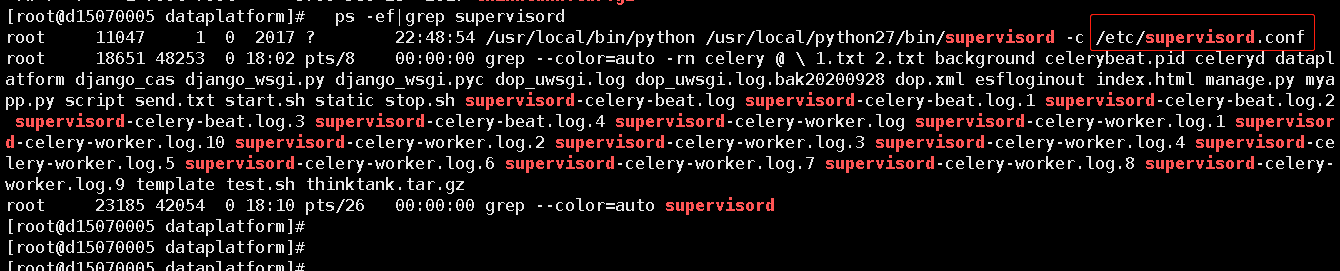 [root@d15070005 dataplatform]#   ps -ef|grep supervisord
root     11047     1  0  2017 ?        22:48:54 /usr/local/bin/python /usr/local/python27/bin/supervisord -c /etc/supervisord.conf
root     18651 48253  0 18:02 pts/8    00:00:00 grep --color=auto -rn celery @ \ 1.txt 2.txt background celerybeat.pid celeryd datapl
atform django_cas django_wsgi.py django_wsgi.pyc dop_uwsgi.log dop_uwsgi.log.bak20200928 dop.xml esfloginout index.html manage.py mya
pp.py script send.txt start.sh static stop.sh supervisord-celery-beat.log supervisord-celery-beat.log.1 supervisord-celery-beat.log.2
 supervisord-celery-beat.log.3 supervisord-celery-beat.log.4 supervisord-celery-worker.log supervisord-celery-worker.log.1 supervisor
d-celery-worker.log.10 supervisord-celery-worker.log.2 supervisord-celery-worker.log.3 supervisord-celery-worker.log.4 supervisord-ce
lery-worker.log.5 supervisord-celery-worker.log.6 supervisord-celery-worker.log.7 supervisord-celery-worker.log.8 supervisord-celery-
worker.log.9 template test.sh thinktank.tar.gz
root     23185 42054  0 18:10 pts/26   00:00:00 grep --color=auto supervisord
[root@d15070005 dataplatform]#
[root@d15070005 dataplatform]#
[root@d15070005 dataplatform]#